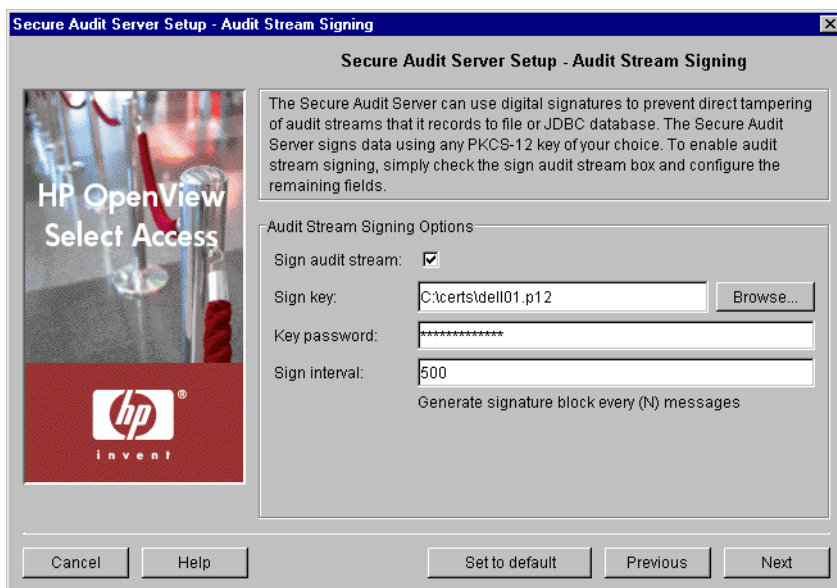 Secure Audit Server Setup - Audit Stream Signing
Secure Audit Server Setup - Audit Stream Signing
HP OpenView
Select Access
hp
®
invent
The Secure Audit Server can use digital signatures to prevent direct tampering
of audit streams that it records to file or JDBC database. The Secure Audit
Server signs data using any PKCS-12 key of your choice. To enable audit
stream signing, simply check the sign audit stream box and configure the
remaining fields.
Audit Stream Signing Options
Sign audit stream:
Sign key: C:\certs\dell01.p12 Browse...
Key password: *************
Sign interval: 500
Generate signature block every (N) messages
Cancel Help Set to default Previous Next